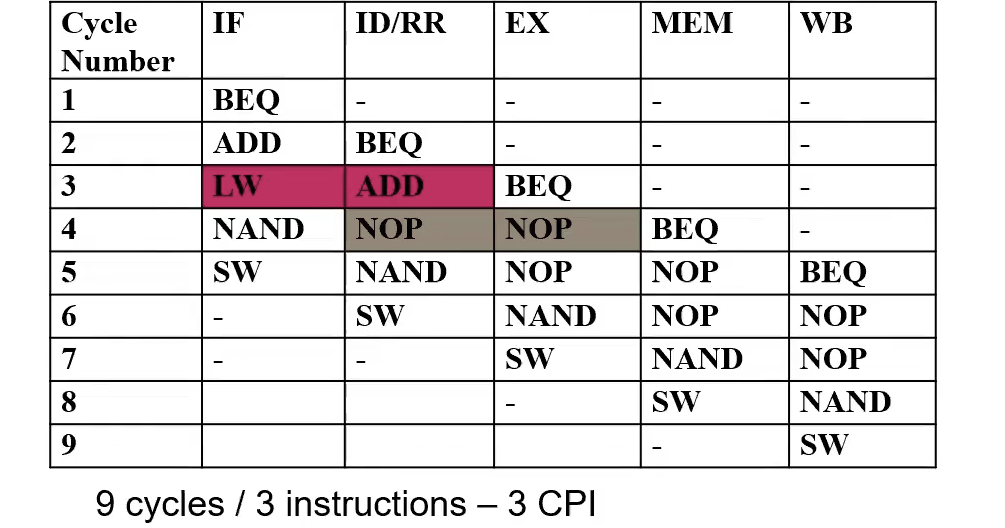 Cycle Number IF ID/RR EX MEM WB
1 BEQ - - - -
2 ADD BEQ - - -
3 LW ADD BEQ - -
4 NAND NOP NOP BEQ -
5 SW NAND NOP NOP BEQ
6 - SW NAND NOP NOP
7 - - SW NAND NOP
8 - SW NAND
9 - SW
9 cycles / 3 instructions – 3 CPI